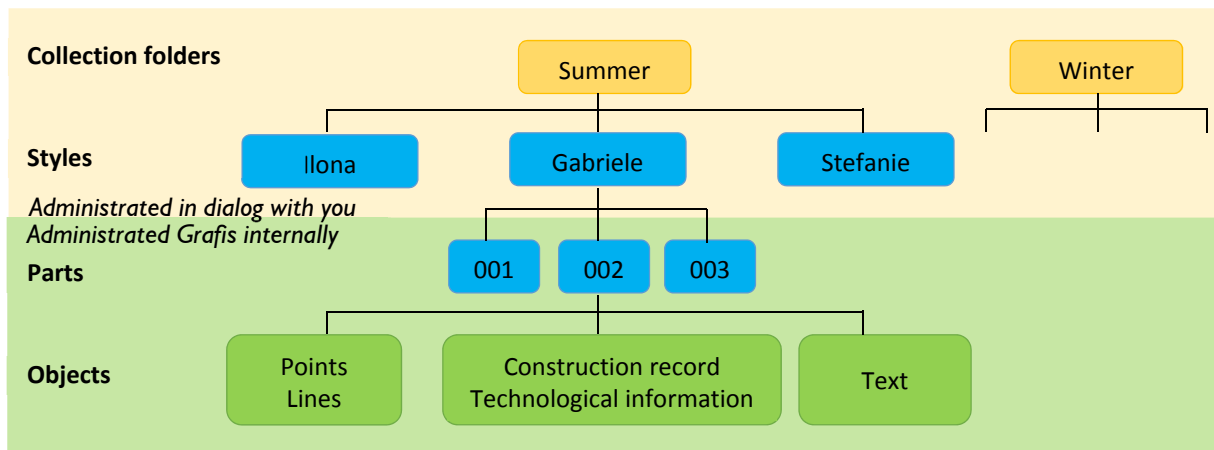 Collection folders
Summer
Winter
Styles
Ilona
Gabriele
Stefanie
Administrated in dialog with you
Administrated Grafis internally
Parts
001
002
003
Objects
Points
Lines
Construction record
Technological information
Text